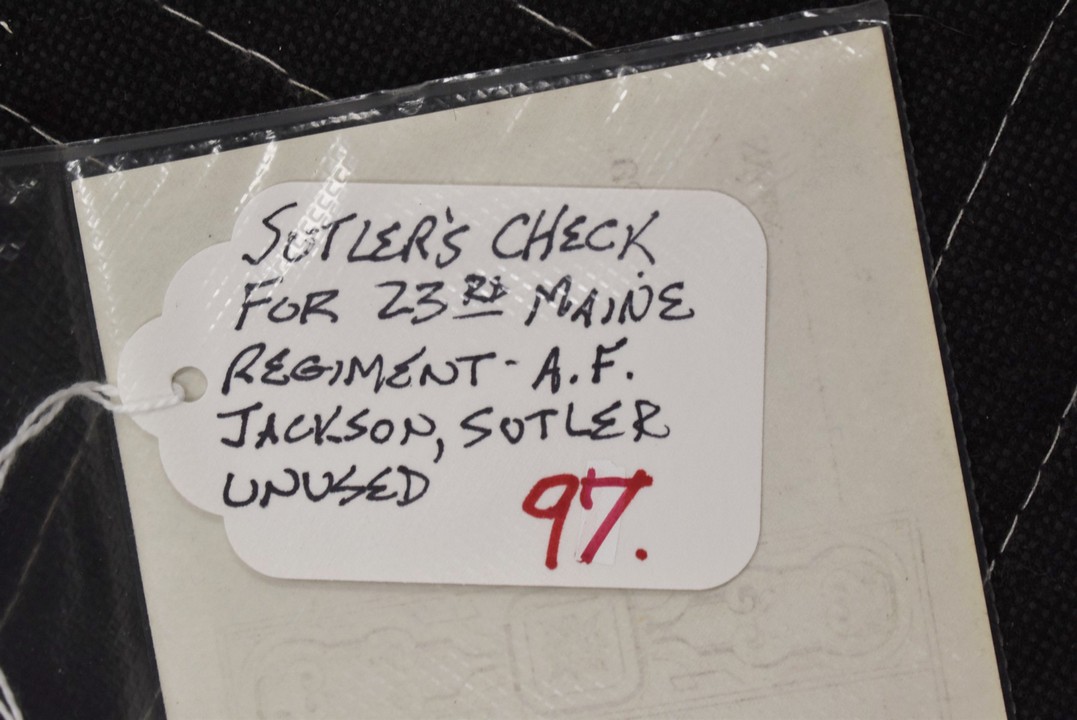 SUTLER'S CHECK
FOR 23RD MAINE
REGIMENT - A.F.
JACKSON, SUTLER
UNUSED
97.